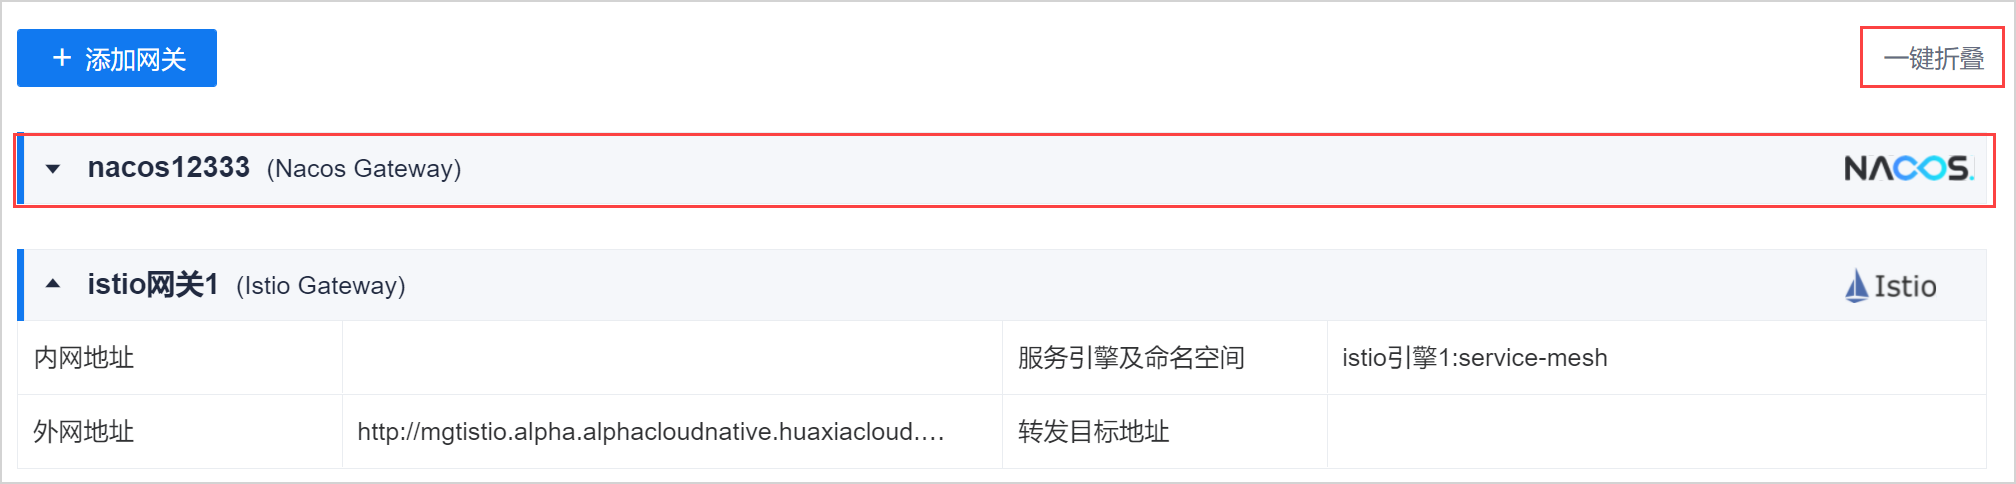 + 添加网关 一键折叠
nacos12333 (Nacos Gateway) NACOS.
istio网关1 (Istio Gateway) Istio
内网地址 服务引擎及命名空间 istio引擎1:service-mesh
外网地址 http://mgtistio.alpha.alphacloudnative.huaxiacloud.... 转发目标地址